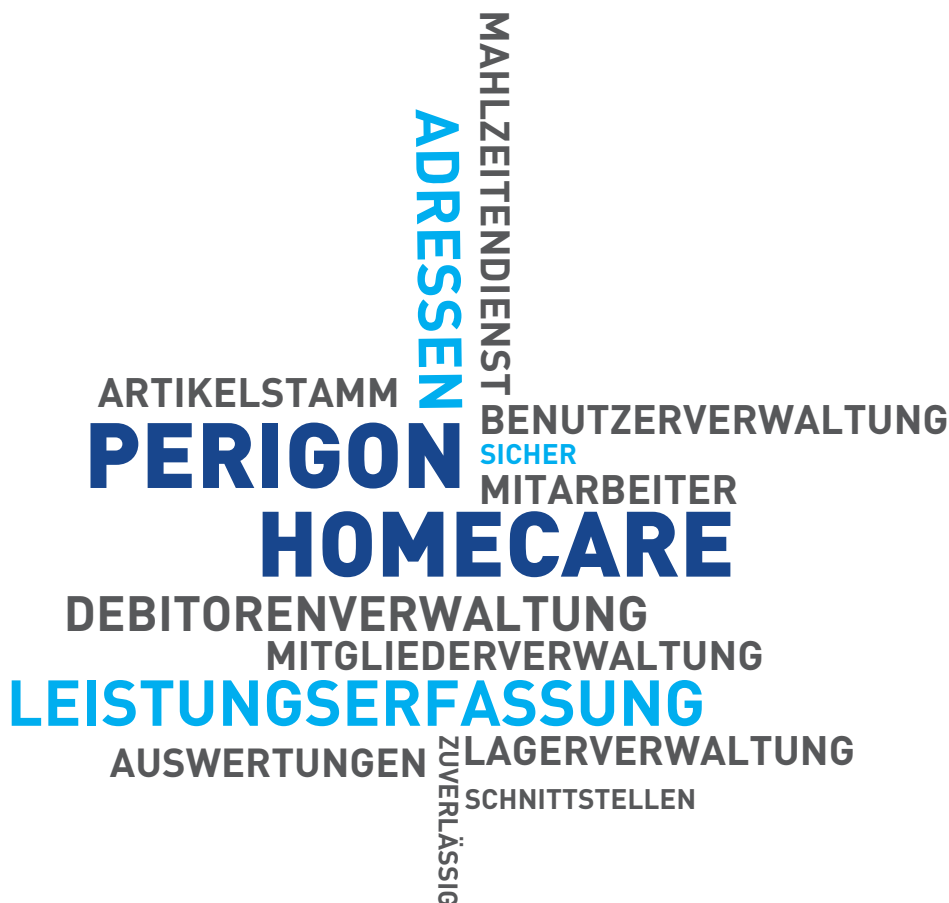 MAHLZEITENDIENST
ADRESSEN
ARTIKELSTAMM
BENUTZERVERWALTUNG
PERIGON
SICHER
MITARBEITER
HOMECARE
DEBITORENVERWALTUNG
MITGLIEDERVERWALTUNG
LEISTUNGSERFASSUNG
AUSWERTUNGEN
ZUVERLÄSSIG
LAGERVERWALTUNG
SCHNITTSTELLEN